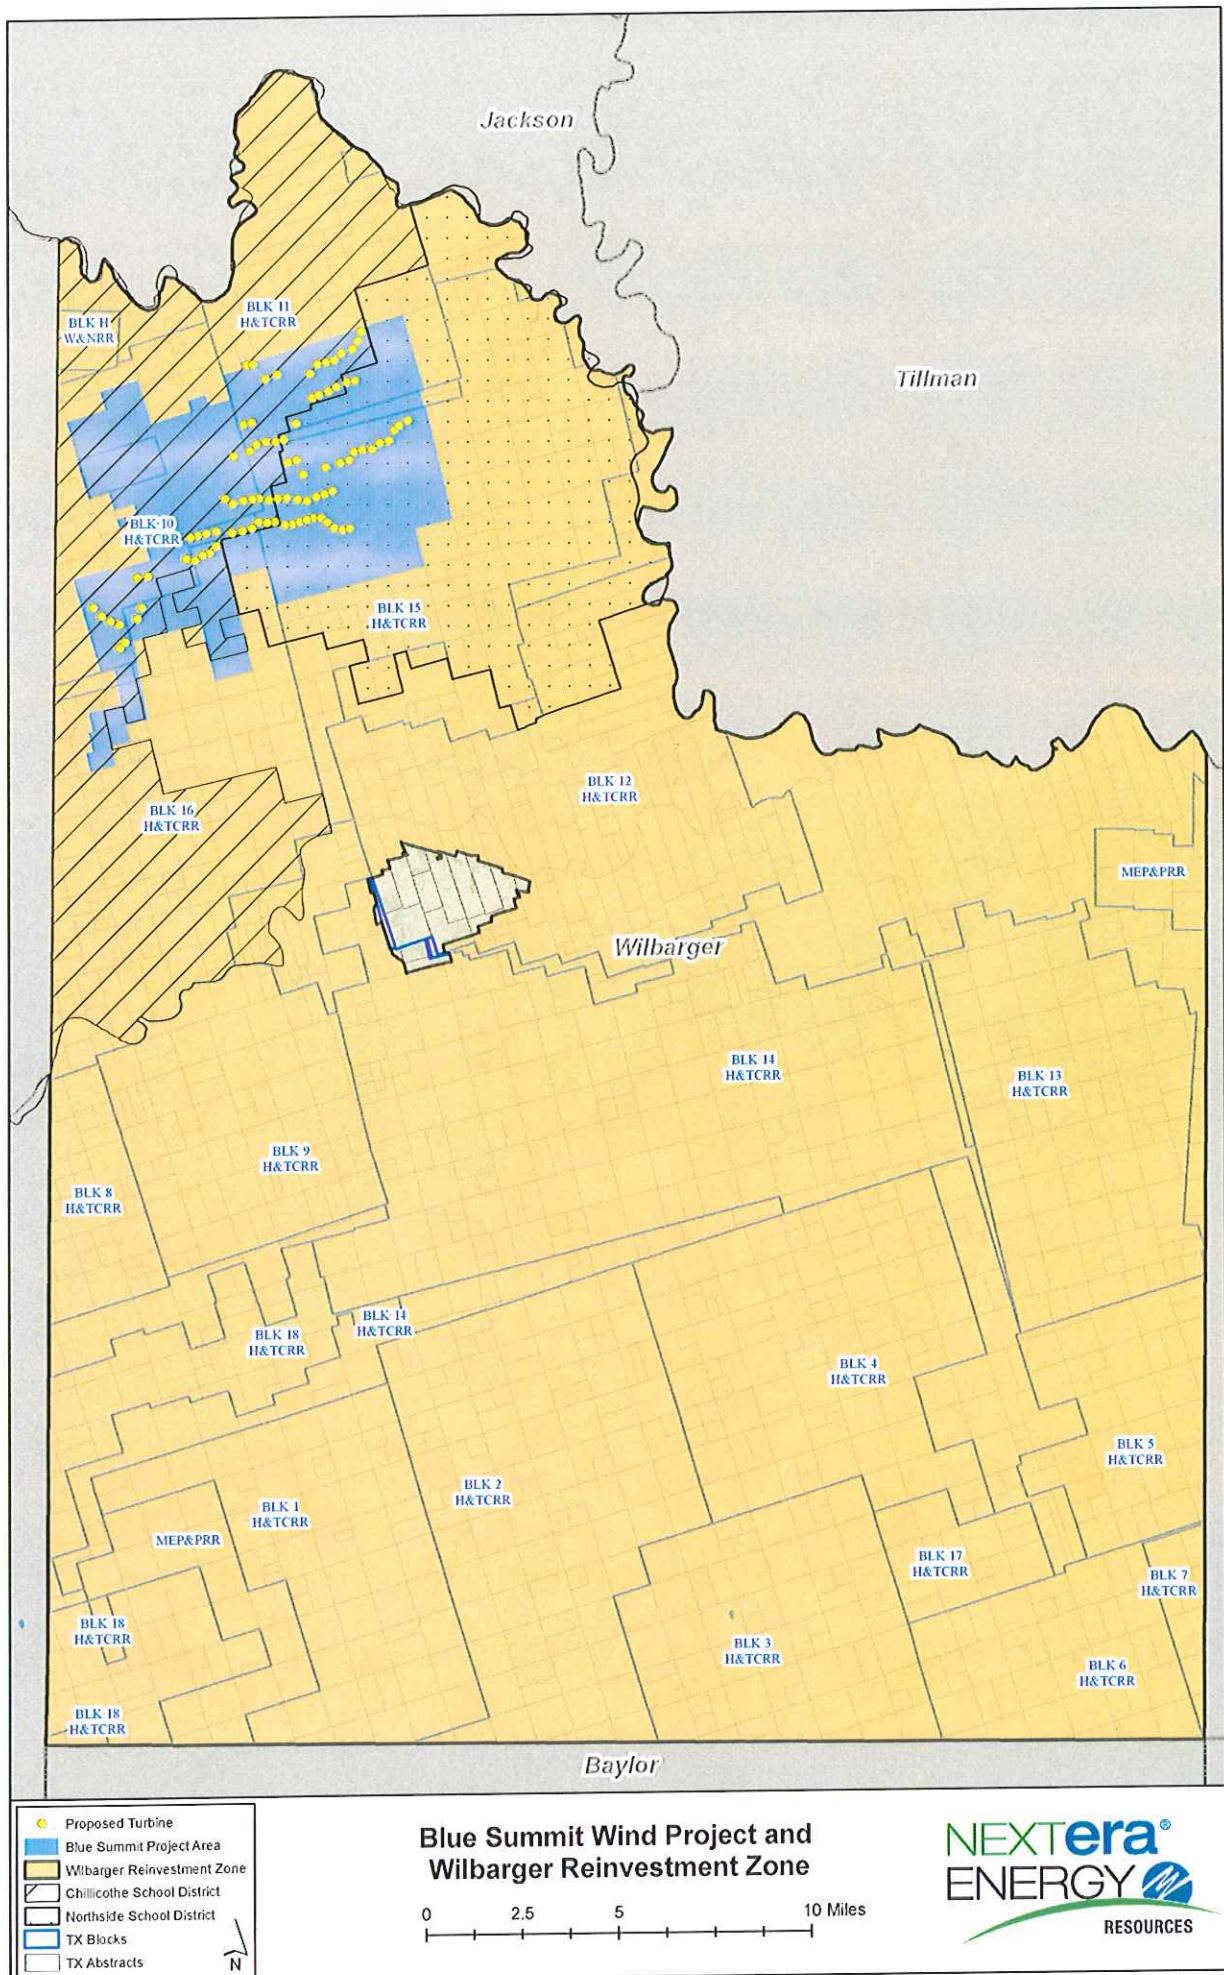 Jackson
Tillman
BLK H
W&NRR
BLK 11
H&TCRR
BLK 10
H&TCRR
BLK 15
H&TCRR
BLK 12
H&TCRR
BLK 16
H&TCRR
MEP&PRR
Wilbarger
BLK 14
H&TCRR
BLK 13
H&TCRR
BLK 9
H&TCRR
BLK 8
H&TCRR
BLK 14
H&TCRR
BLK 18
H&TCRR
BLK 4
H&TCRR
BLK 5
H&TCRR
BLK 2
H&TCRR
BLK 1
H&TCRR
MEP&PRR
BLK 17
H&TCRR
BLK 7
H&TCRR
BLK 18
H&TCRR
BLK 3
H&TCRR
BLK 6
H&TCRR
BLK 18
H&TCRR
Baylor
Proposed Turbine
Blue Summit Project Area
Wilbarger Reinvestment Zone
Chillicothe School District
Northside School District
TX Blocks
TX Abstracts
N
Blue Summit Wind Project and
Wilbarger Reinvestment Zone
0 2.5 5 10 Miles
NEXTera®
ENERGY
RESOURCES